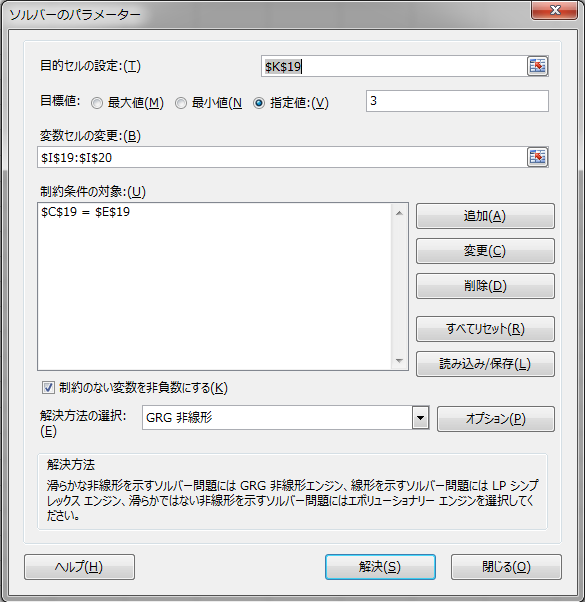 ソルバーのパラメーター
目的セルの設定:(T)
$K$19
目標値:
最大値(M)
最小値(N
指定値:(V)
3
変数セルの変更:(B)
$I$19:$I$20
制約条件の対象:(U)
$C$19 = $E$19
追加(A)
変更(C)
削除(D)
すべてリセット(R)
読み込み/保存(L)
制約のない変数を非負数にする(K)
解決方法の選択:
(E)
GRG 非線形
オプション(P)
解決方法
滑らかな非線形を示すソルバー問題には GRG 非線形エンジン、線形を示すソルバー問題には LP シンプ
レックス エンジン、滑らかではない非線形を示すソルバー問題にはエボリューショナリー エンジンを選択してく
ださい。
ヘルプ(H)
解決(S)
閉じる(O)